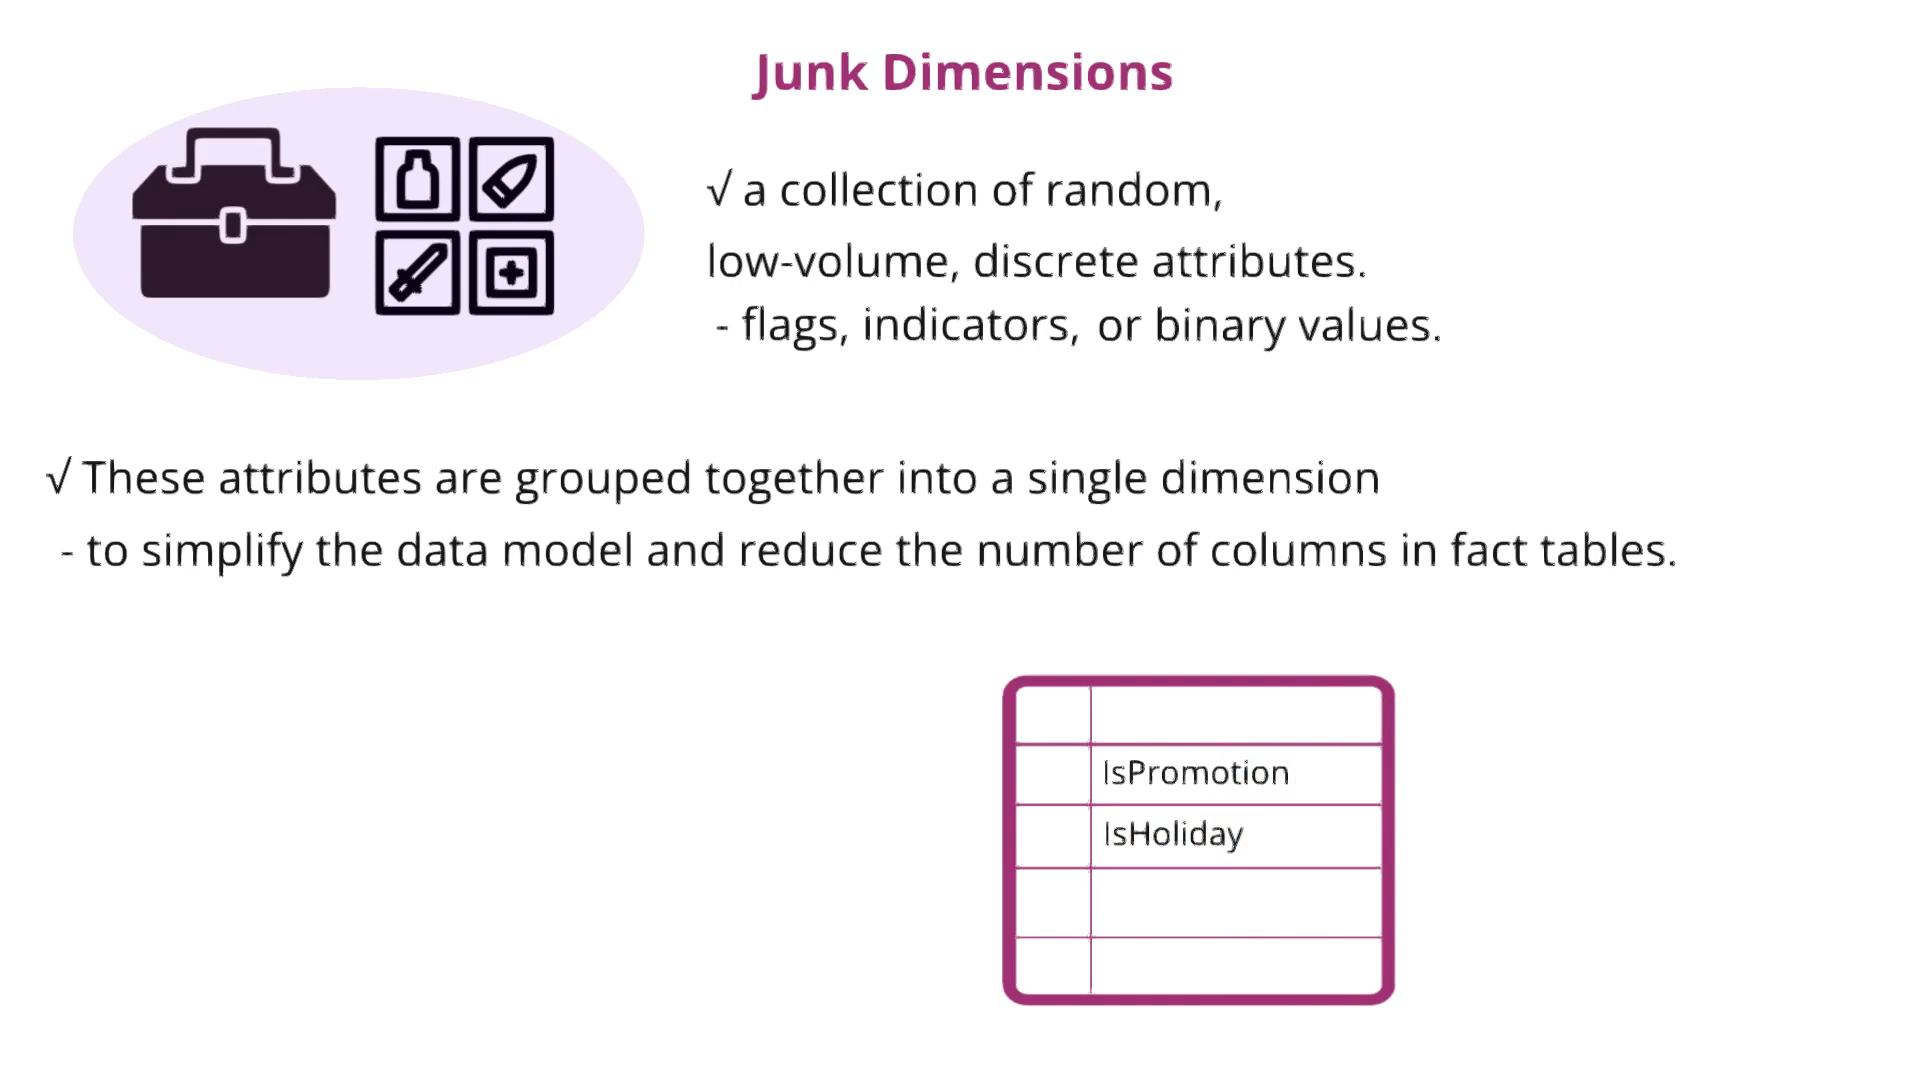 Junk Dimensions
√ a collection of random,
low-volume, discrete attributes.
- flags, indicators, or binary values.
√ These attributes are grouped together into a single dimension
- to simplify the data model and reduce the number of columns in fact tables.
IsPromotion
IsHoliday